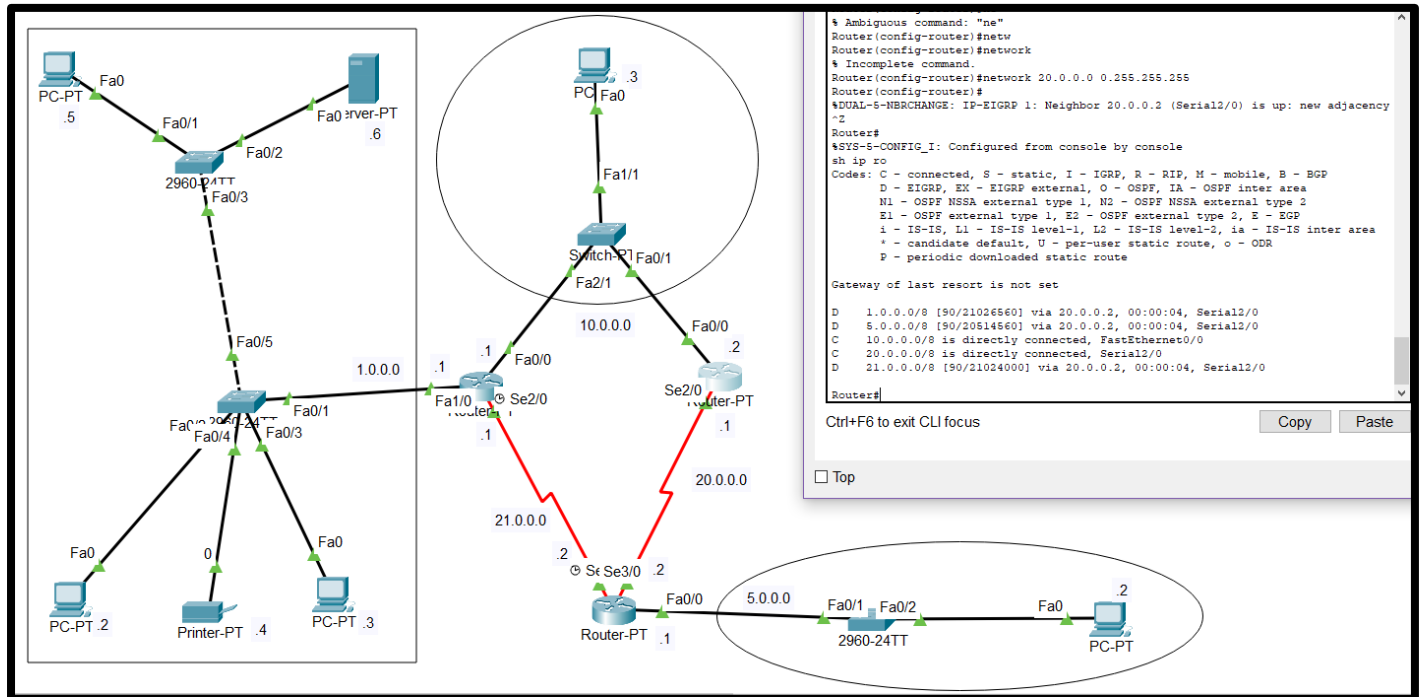 Fa0
PC-PT
.5
Fa0/1
Fa0
erver-PT
.6
Fa0/2
2960-24TT
Fa0/3
Fa0/5
1.0.0.0
.1
Fa0/1
Fa1/0
2960-24TT
Fa0/4
Fa0/3
Fa0
PC-PT
.2
0
Printer-PT
.4
Fa0
PC-PT
.3
.3
PC
Fa0
Fa1/1
Switch-PT
Fa0/1
Fa2/1
10.0.0.0
.1
Fa0/0
Se2/0
.1
Fa0/0
.2
Se2/0
Router-PT
.1
20.0.0.0
21.0.0.0
.2
Se3/0
.2
Router-PT
.1
Fa0/0
5.0.0.0
Fa0/1
Fa0/2
2960-24TT
Fa0
.2
PC-PT
% Ambiguous command: "ne"
Router(config-router)#netw
Router(config-router)#network
% Incomplete command.
Router(config-router)#network 20.0.0.0 0.255.255.255
Router(config-router)#
%DUAL-5-NBRCHANGE: IP-EIGRP 1: Neighbor 20.0.0.2 (Serial2/0) is up: new adjacency
^Z
Router#
%SYS-5-CONFIG_I: Configured from console by console
sh ip ro
Codes: C - connected, S - static, I - IGRP, R - RIP, M - mobile, B - BGP
D - EIGRP, EX - EIGRP external, O - OSPF, IA - OSPF inter area
N1 - OSPF NSSA external type 1, N2 - OSPF NSSA external type 2
E1 - OSPF external type 1, E2 - OSPF external type 2, E - EGP
i - IS-IS, L1 - IS-IS level-1, L2 - IS-IS level-2, ia - IS-IS inter area
* - candidate default, U - per-user static route, o - ODR
P - periodic downloaded static route
Gateway of last resort is not set
D 1.0.0.0/8 [90/21026560] via 20.0.0.2, 00:00:04, Serial2/0
D 5.0.0.0/8 [90/20514560] via 20.0.0.2, 00:00:04, Serial2/0
C 10.0.0.0/8 is directly connected, FastEthernet0/0
C 20.0.0.0/8 is directly connected, Serial2/0
D 21.0.0.0/8 [90/21024000] via 20.0.0.2, 00:00:04, Serial2/0
Router#
Ctrl+F6 to exit CLI focus
Copy
Paste
Top